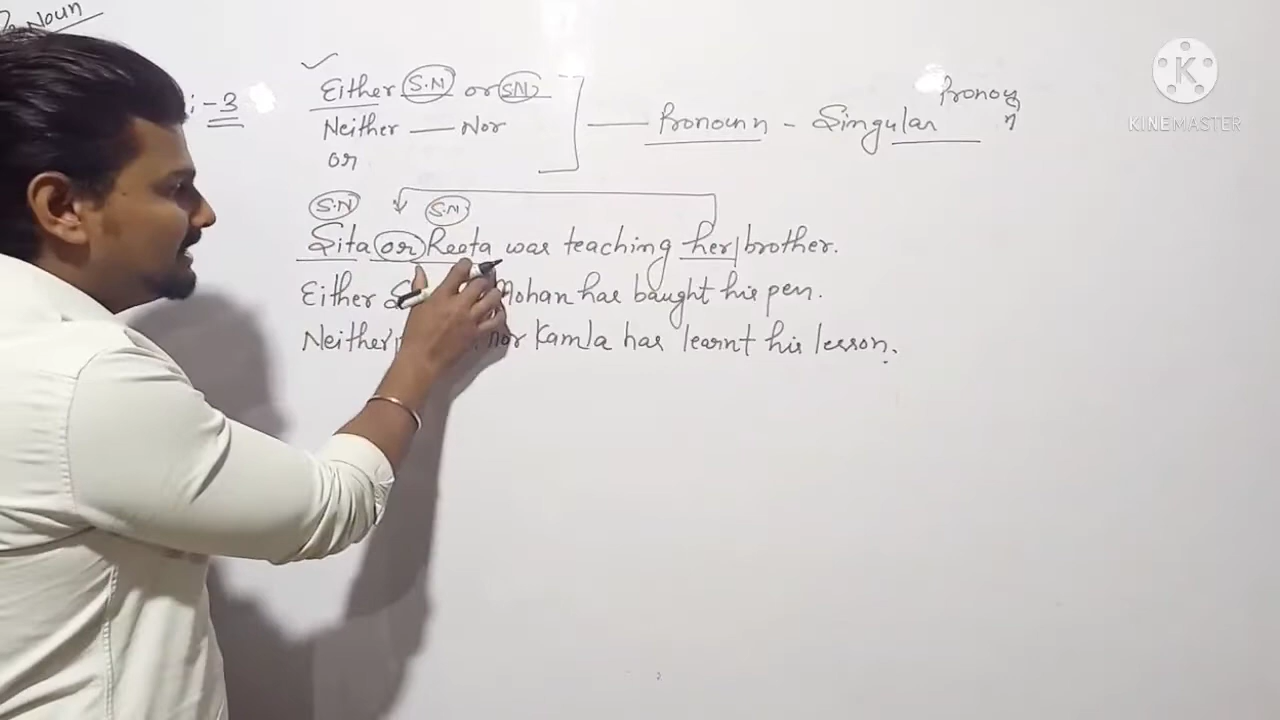 Noun
-3
Either S.N or S.N
Neither — Nor
or
Pronounn - Singular
Pronoun
S.N S.N
Sita or Reeta was teaching her brother.
Either Mohan has baught his pen.
Neither nor Kamla has learnt his lesson.
KINEMASTER